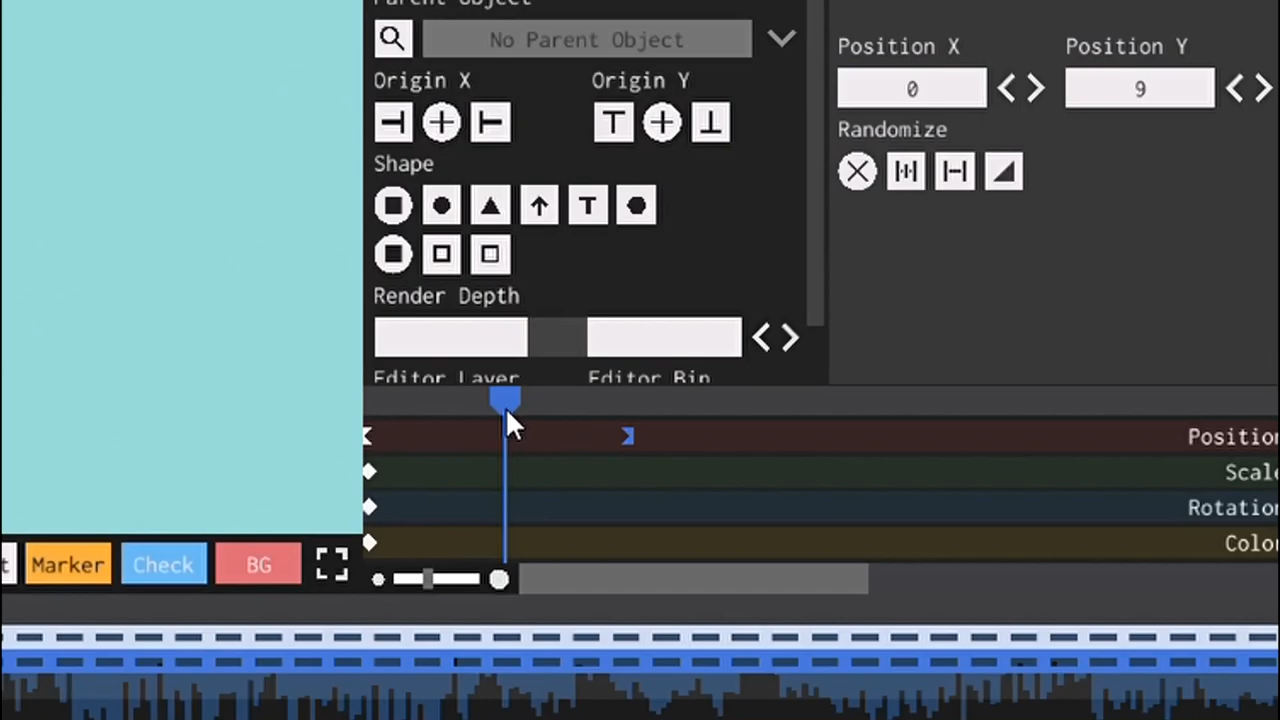 Parent Object
No Parent Object
Origin X
Origin Y
Shape
T
Render Depth
Editor Layer
Editor Bin
Position X
Position Y
0
9
Randomize
Position
Scale
Rotation
Color
t
Marker
Check
BG